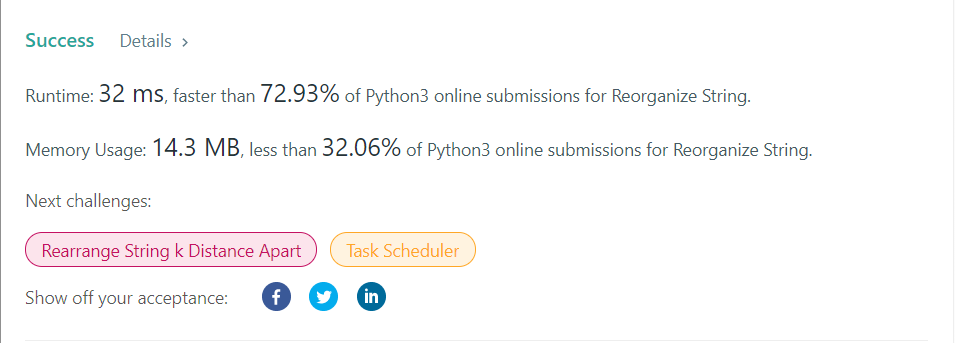 Success Details >
Runtime: 32 ms, faster than 72.93% of Python3 online submissions for Reorganize String.
Memory Usage: 14.3 MB, less than 32.06% of Python3 online submissions for Reorganize String.
Next challenges:
Rearrange String k Distance Apart Task Scheduler
Show off your acceptance: f in